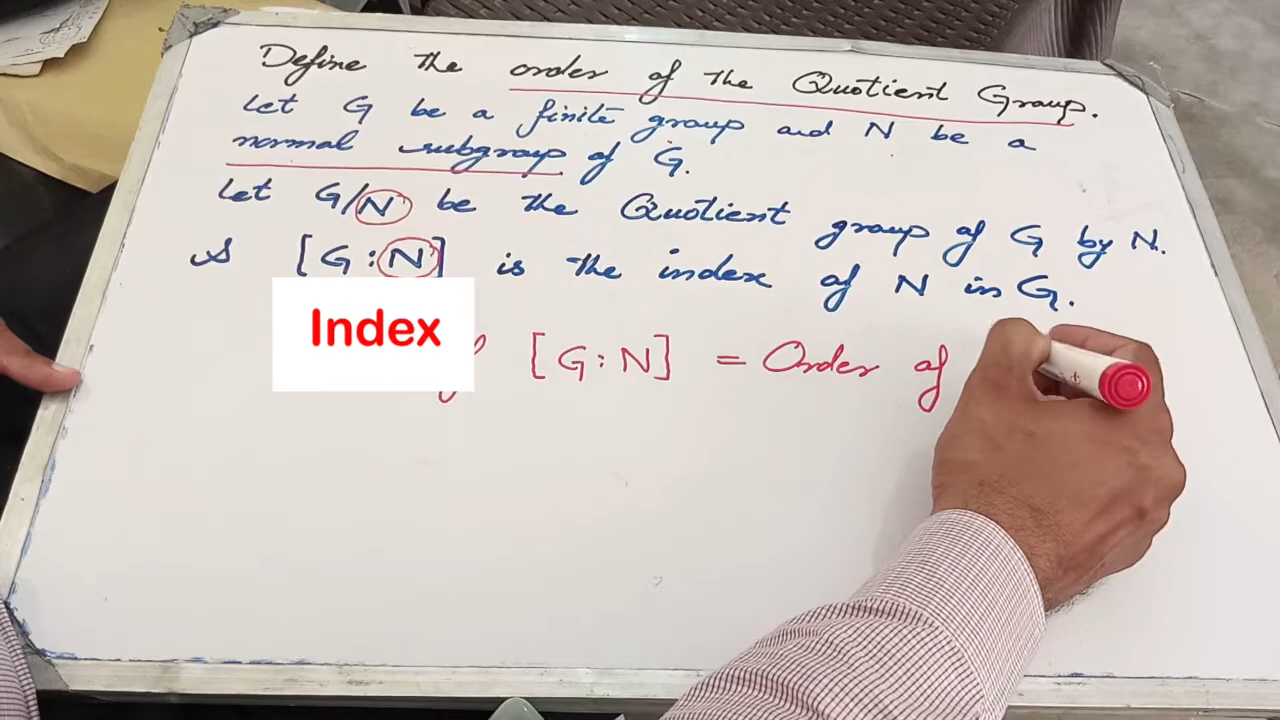 Define the order of the Quotient Group.
Let G be a finite group and N be a
normal subgroup of G.
Let G/N be the Quotient group of G by N.
& [G:N] is the index of N in G.
Index
of [G:N] = Order of